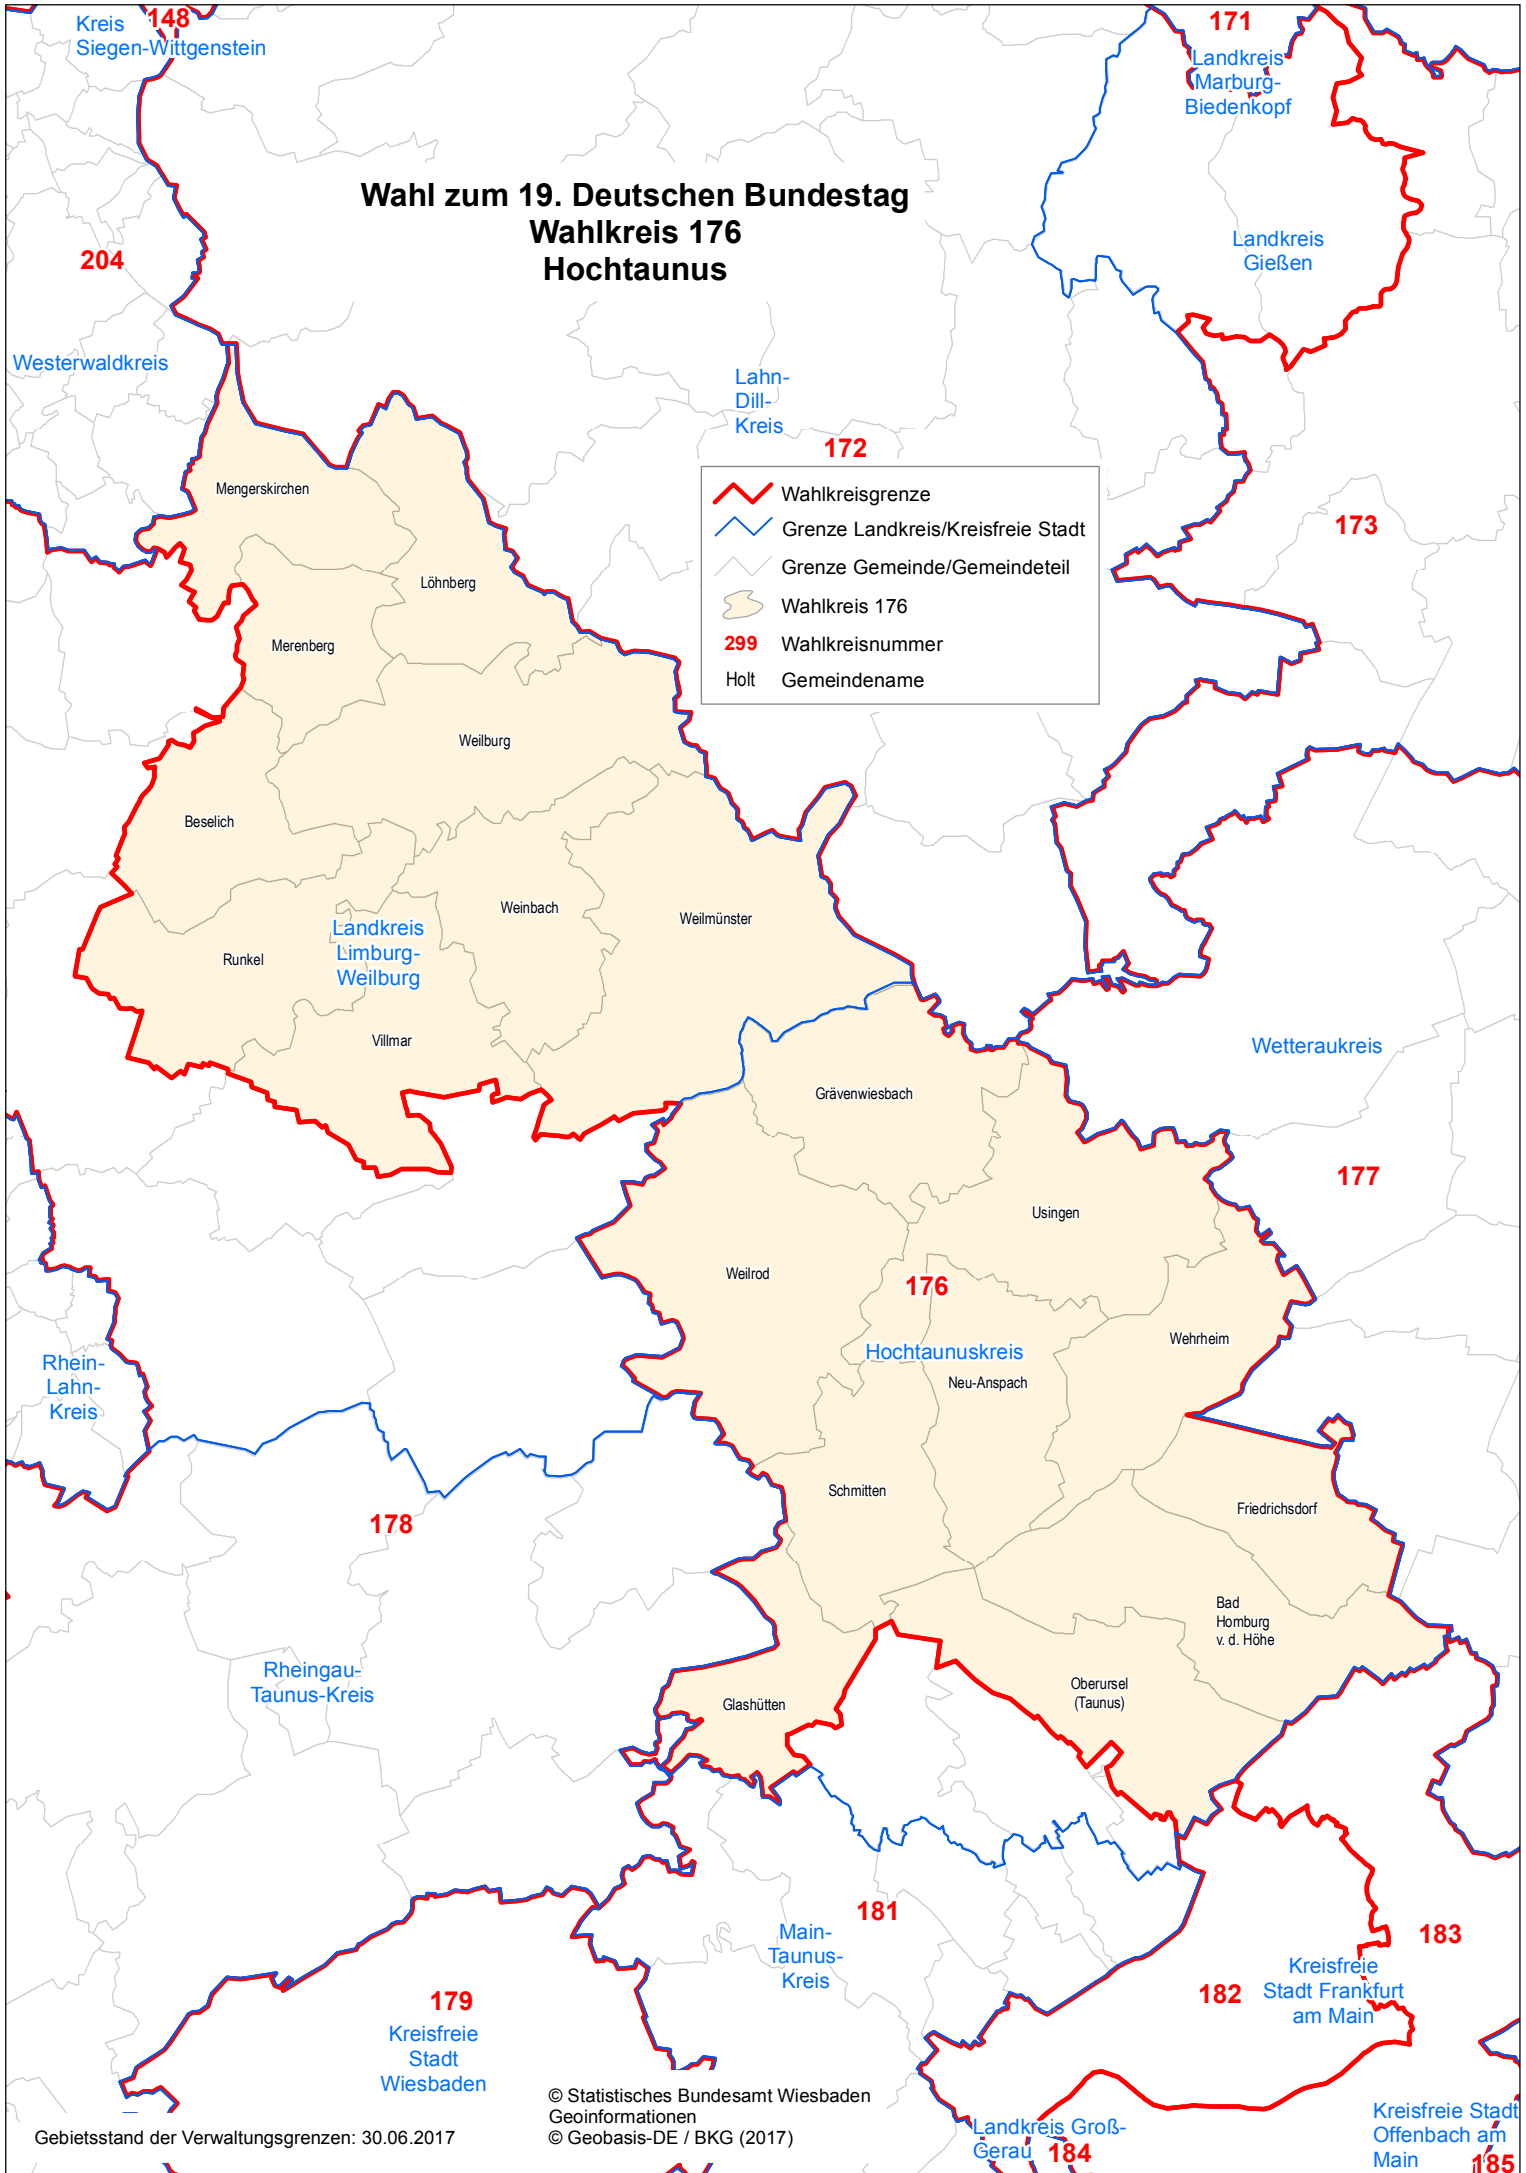 Kreis
Siegen-Wittgenstein
148
171
Landkreis
Marburg-
Biedenkopf
Wahl zum 19. Deutschen Bundestag
Wahlkreis 176
Hochtaunus
204
Landkreis
Gießen
Westerwaldkreis
Lahn-
Dill-
Kreis
172
Wahlkreisgrenze
Grenze Landkreis/Kreisfreie Stadt
Grenze Gemeinde/Gemeindeteil
Wahlkreis 176
299 Wahlkreisnummer
Holt Gemeindename
173
Mengerskirchen
Löhnberg
Merenberg
Weilburg
Beselich
Weinbach
Weilmünster
Landkreis
Limburg-
Weilburg
Runkel
Villmar
Wetteraukreis
Grävenwiesbach
177
Usingen
Weilrod
176
Wehrheim
Hochtaunuskreis
Neu-Anspach
Rhein-
Lahn-
Kreis
Schmitten
Friedrichsdorf
178
Bad
Homburg
v. d. Höhe
Rheingau-
Taunus-Kreis
Oberursel
(Taunus)
Glashütten
181
Main-
Taunus-
Kreis
183
Kreisfreie
Stadt Frankfurt
am Main
182
179
Kreisfreie
Stadt
Wiesbaden
© Statistisches Bundesamt Wiesbaden
Geoinformationen
© Geobasis-DE / BKG (2017)
Gebietsstand der Verwaltungsgrenzen: 30.06.2017
Landkreis Groß-
Gerau
184
Kreisfreie Stadt
Offenbach am
Main
185